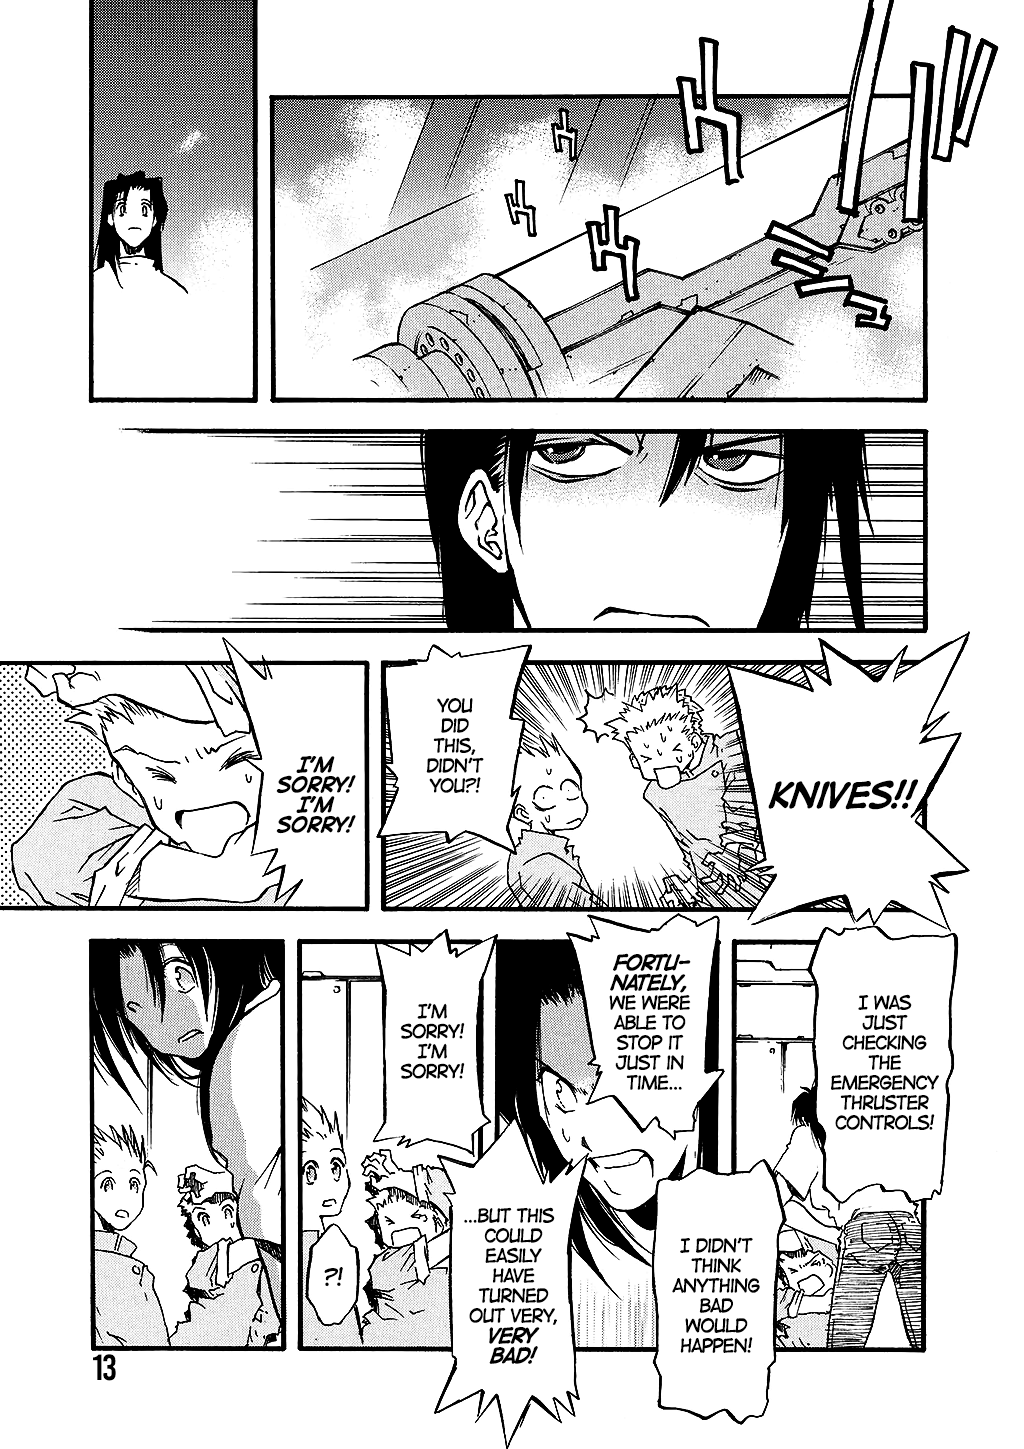 KNIVES!!
YOU
DID
THIS,
DIDN'T
YOU?!
I'M
SORRY!
I'M
SORRY!
I WAS
JUST
CHECKING
THE
EMERGENCY
THRUSTER
CONTROLS!
I DIDN'T
THINK
ANYTHING
BAD
WOULD
HAPPEN!
FORTU-
NATELY,
WE WERE
ABLE TO
STOP IT
JUST IN
TIME...
...BUT THIS
COULD
EASILY
HAVE
TURNED
OUT VERY,
VERY
BAD!
I'M
SORRY!
I'M
SORRY!
?!
13